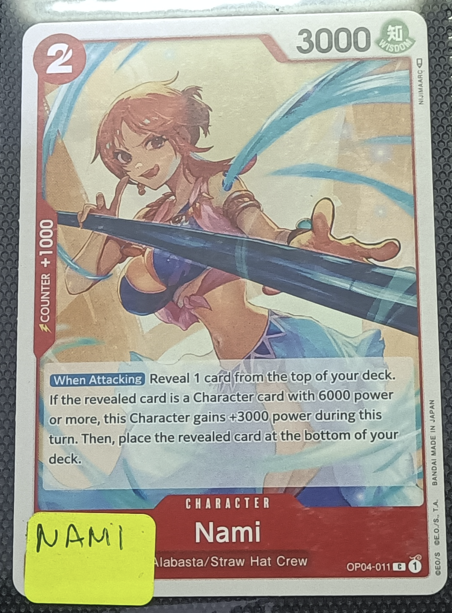 2
3000
知
WISDOM
NIJIMAARC
COUNTER +1000
When Attacking Reveal 1 card from the top of your deck.
If the revealed card is a Character card with 6000 power
or more, this Character gains +3000 power during this
turn. Then, place the revealed card at the bottom of your
deck.
CHARACTER
Nami
NAMI
Alabasta/Straw Hat Crew
OP04-011 C 1
©E.O/S ©E.O./S., T.A. BANDAI MADE IN JAPAN